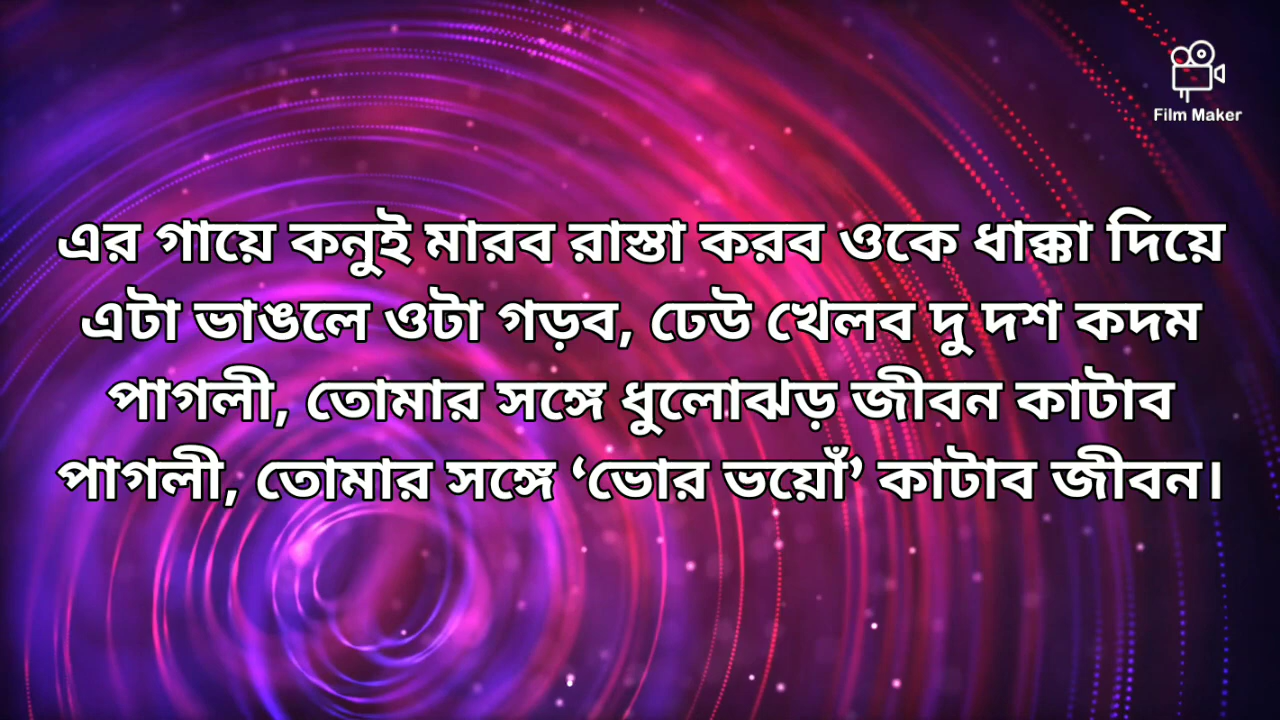 Film Maker
এর গায়ে কনুই মারব রাস্তা করব ওকে ধাক্কা দিয়ে
এটা ভাঙলে ওটা গড়ব, ঢেউ খেলব দু দশ কদম
পাগলী, তোমার সঙ্গে ধুলোঝড় জীবন কাটাব
পাগলী, তোমার সঙ্গে ‘ভোর ভয়োঁ’ কাটাব জীবন।